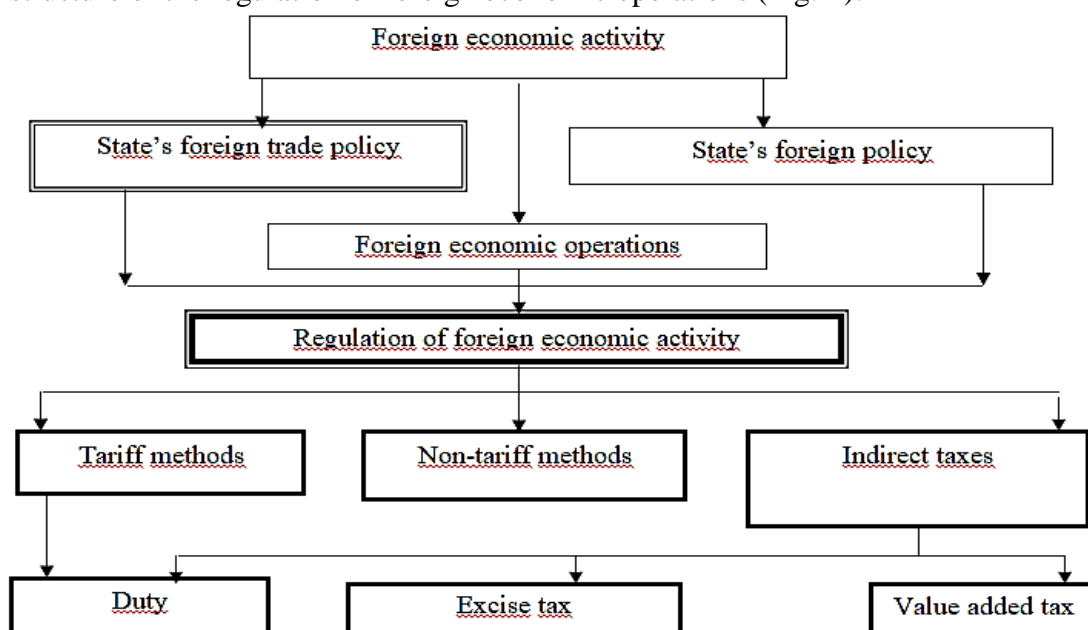 Foreign economic activity
State's foreign trade policy
State's foreign policy
Foreign economic operations
Regulation of foreign economic activity
Tariff methods
Non-tariff methods
Indirect taxes
Duty
Excise tax
Value added tax